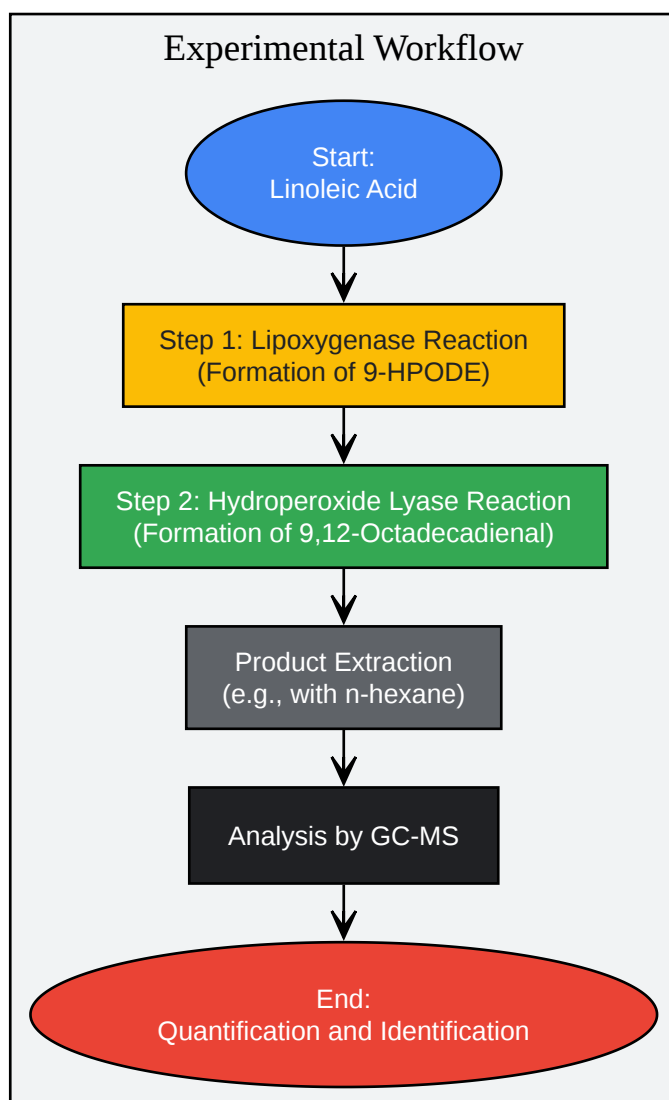 Experimental Workflow
Start:
Linoleic Acid
Step 1: Lipoxygenase Reaction
(Formation of 9-HPODE)
Step 2: Hydroperoxide Lyase Reaction
(Formation of 9,12-Octadecadienal)
Product Extraction
(e.g., with n-hexane)
Analysis by GC-MS
End:
Quantification and Identification